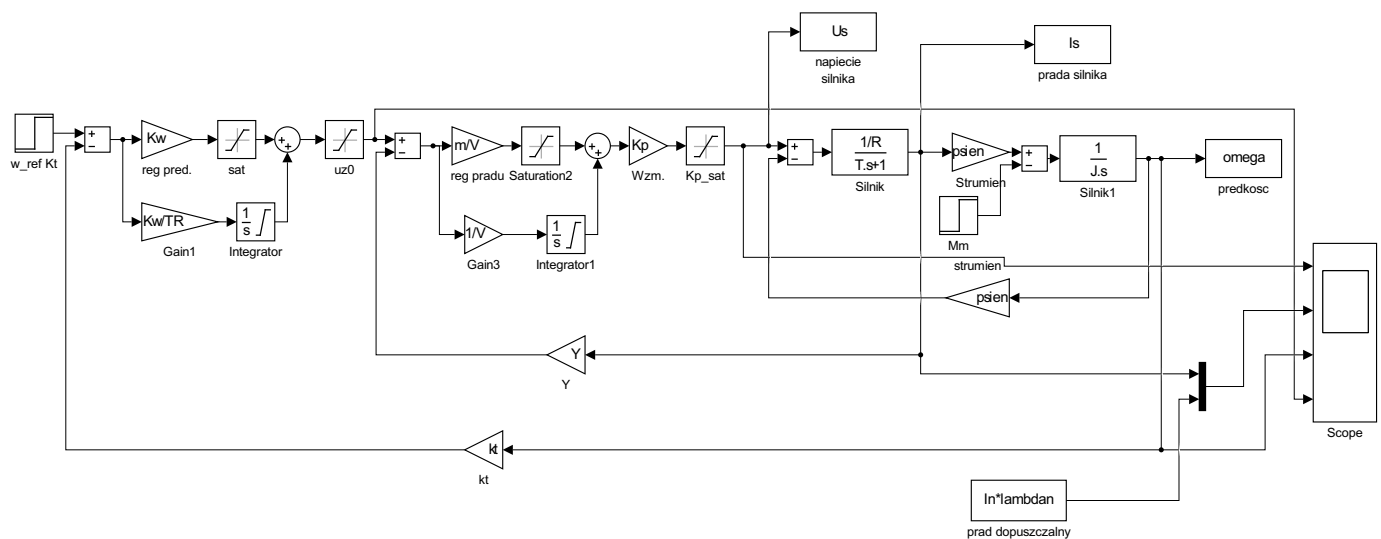 Us
napiecie
silnika
Is
prada silnika
w_ref Kt
+
−
Kw
reg pred.
sat
+
+
uz0
+
−
m/V
reg pradu
Saturation2
+
+
Kp
Wzm.
Kp_sat
+
−
1/R
T.s+1
Silnik
psien
Strumien
+
−
1
J.s
Silnik1
omega
predkosc
Kw/TR
Gain1
1
s
Integrator
1/V
Gain3
1
s
Integrator1
Mm
strumien
psien
Y
Y
kt
kt
Scope
In*lambdan
prad dopuszczalny